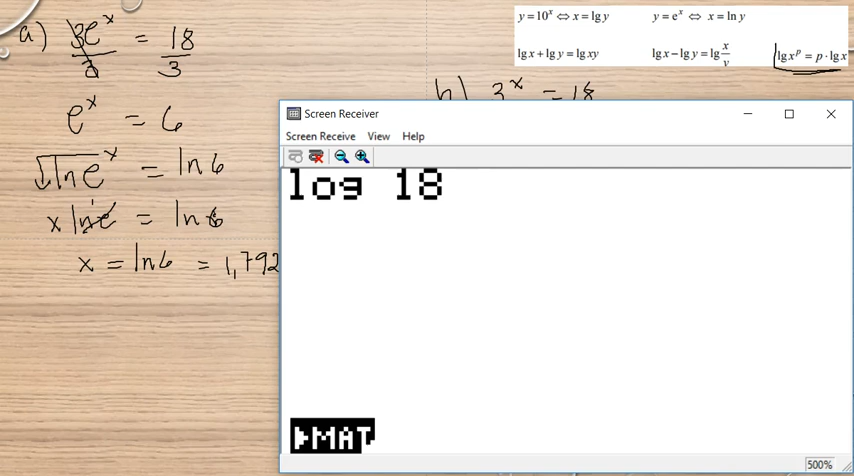 y = 10^x ⇔ x = lg y
y = e^x ⇔ x = ln y
lg x + lg y = lg xy
lg x − lg y = lg x/y
lg x^p = p · lg x
a) 3e^x/3 = 18/3
e^x = 6
ln e^x = ln 6
x ln e^1 = ln 6
x = ln 6 = 1,792
b) 3^x = 18
Screen Receiver
Screen Receive View Help
log 18
►MAT
500%